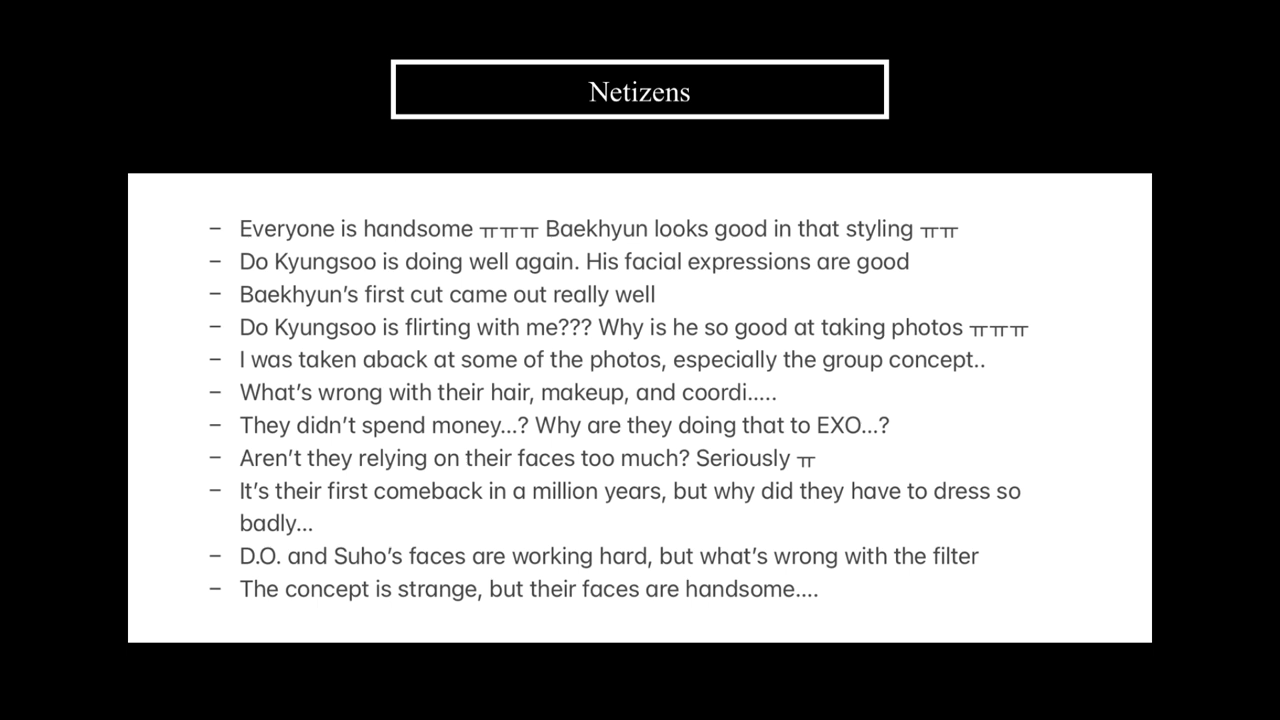 Netizens
– Everyone is handsome ㅠㅠㅠ Baekhyun looks good in that styling ㅠㅠ
– Do Kyungsoo is doing well again. His facial expressions are good
– Baekhyun’s first cut came out really well
– Do Kyungsoo is flirting with me??? Why is he so good at taking photos ㅠㅠㅠ
– I was taken aback at some of the photos, especially the group concept..
– What’s wrong with their hair, makeup, and coordi.....
– They didn’t spend money...? Why are they doing that to EXO...?
– Aren’t they relying on their faces too much? Seriously ㅠ
– It’s their first comeback in a million years, but why did they have to dress so
badly...
– D.O. and Suho’s faces are working hard, but what’s wrong with the filter
– The concept is strange, but their faces are handsome....